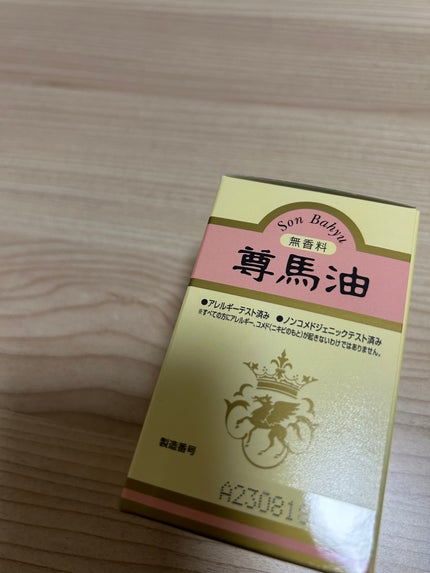 Son Bahyu
無香料
尊馬油
●アレルギーテスト済み ●ノンコメドジェニックテスト済み
※すべての方にアレルギー、コメド(ニキビのもと)が起きないわけではありません。
製造番号
A230816